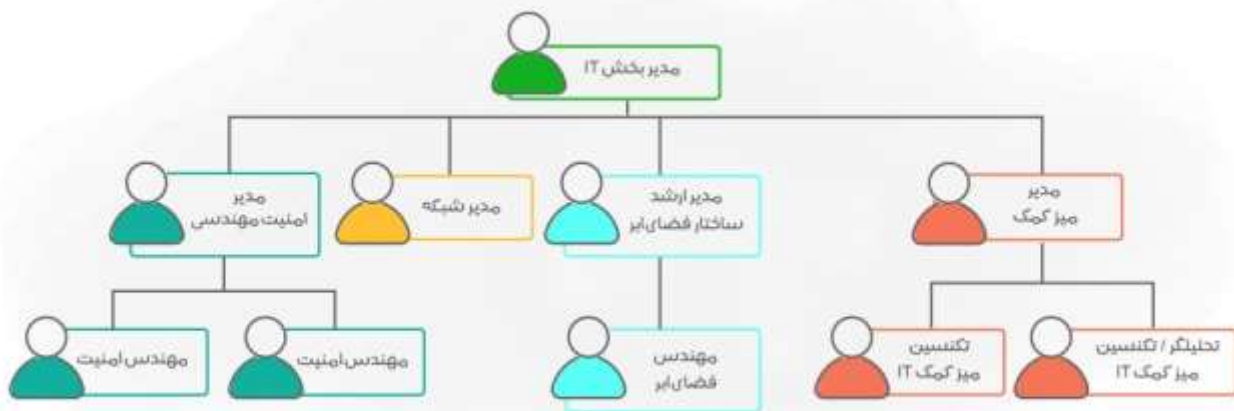 مدیر بخش IT
مدیر
میز کمک
مدیر ارشد
ساختار فضای ابر
مدیر شبکه
مدیر
امنیت مهندسی
تحلیلگر / تکنسین
میز کمک IT
تکنسین
میز کمک IT
مهندس
فضای ابر
مهندس امنیت
مهندس امنیت